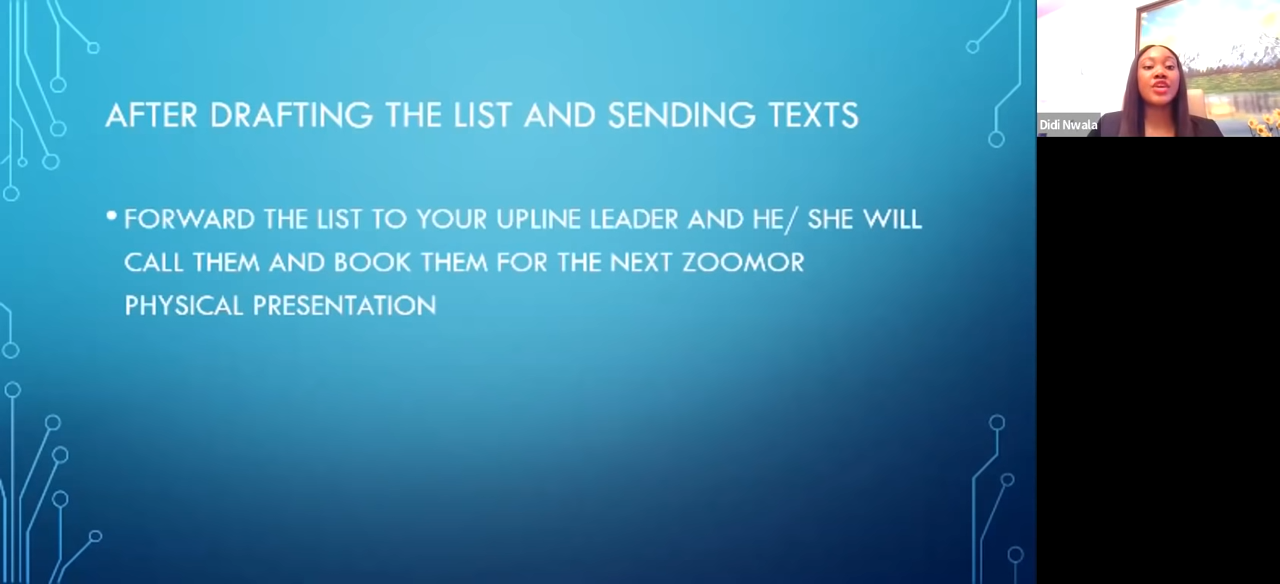 AFTER DRAFTING THE LIST AND SENDING TEXTS
• FORWARD THE LIST TO YOUR UPLINE LEADER AND HE/ SHE WILL
CALL THEM AND BOOK THEM FOR THE NEXT ZOOMOR
PHYSICAL PRESENTATION
Didi Nwala